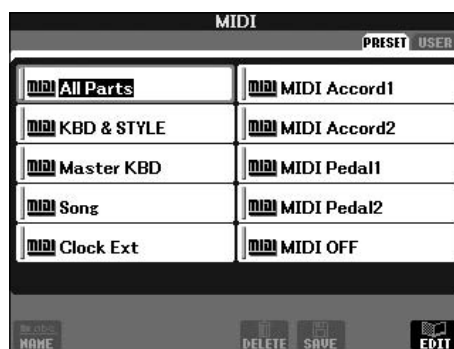 MIDI
PRESET USER
MIDI All Parts
MIDI KBD & STYLE
MIDI Master KBD
MIDI Song
MIDI Clock Ext
MIDI MIDI Accord1
MIDI MIDI Accord2
MIDI MIDI Pedal1
MIDI MIDI Pedal2
MIDI MIDI OFF
NAME
DELETE SAVE EDIT